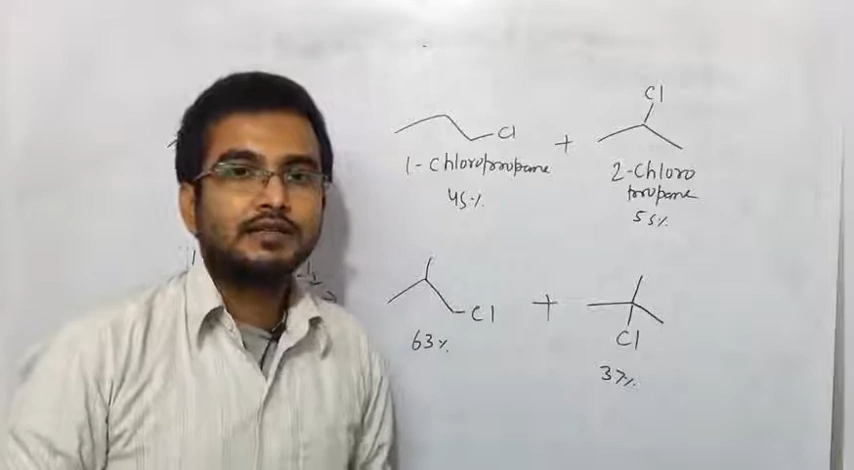 Cl
Cl
+
1-Chloropropane
2-Chloro
propane
45%
55%
Cl
+
Cl
63%
37%